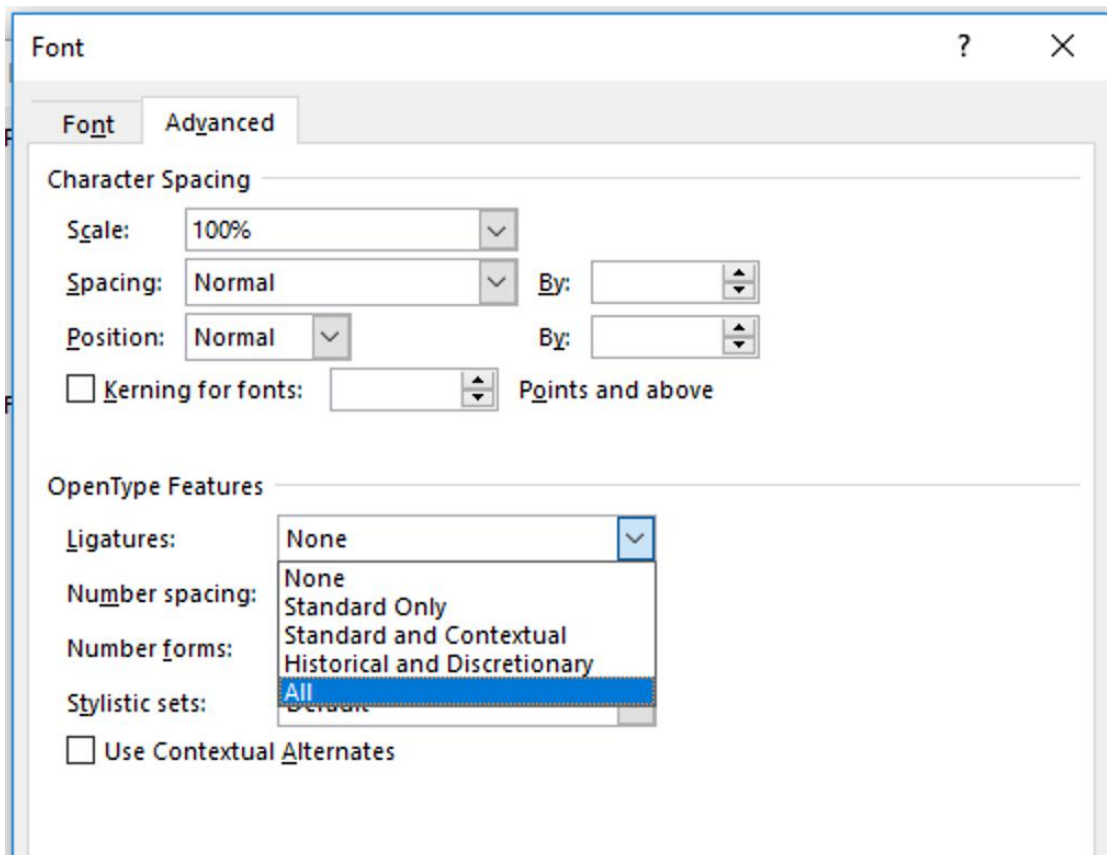 Font ?
Font Advanced
Character Spacing
Scale: 100%
Spacing: Normal By:
Position: Normal By:
Kerning for fonts: Points and above
OpenType Features
Ligatures: None
None
Number spacing:
Standard Only
Standard and Contextual
Number forms:
Historical and Discretionary
All
Stylistic sets: Default
Use Contextual Alternates